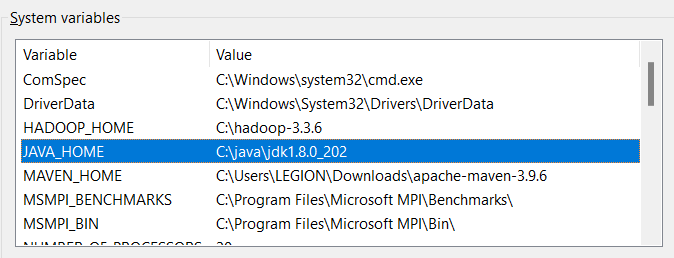 System variables
Variable Value
ComSpec C:\Windows\system32\cmd.exe
DriverData C:\Windows\System32\Drivers\DriverData
HADOOP_HOME C:\hadoop-3.3.6
JAVA_HOME C:\java\jdk1.8.0_202
MAVEN_HOME C:\Users\LEGION\Downloads\apache-maven-3.9.6
MSMPI_BENCHMARKS C:\Program Files\Microsoft MPI\Benchmarks\
MSMPI_BIN C:\Program Files\Microsoft MPI\Bin\
NUMBER_OF_PROCESSORS 20